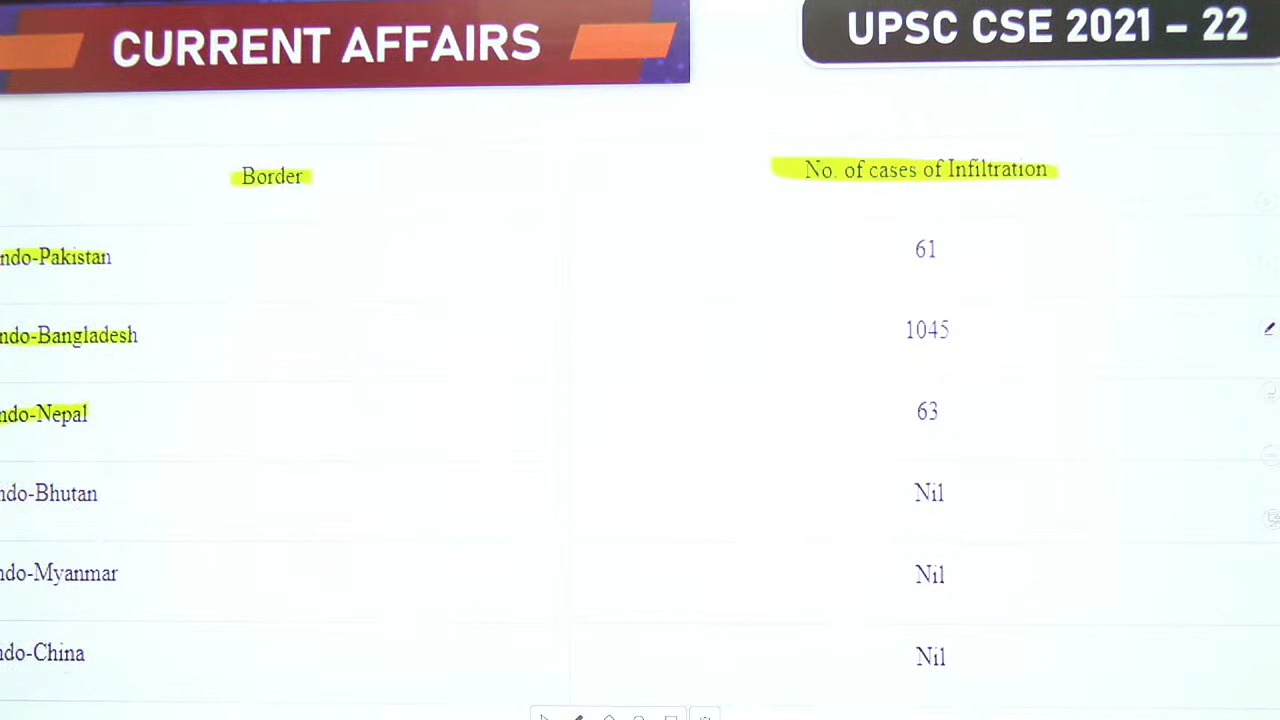 CURRENT AFFAIRS
UPSC CSE 2021 – 22
Border No. of cases of Infiltration
ndo-Pakistan 61
ndo-Bangladesh 1045
ndo-Nepal 63
ndo-Bhutan Nil
ndo-Myanmar Nil
ndo-China Nil